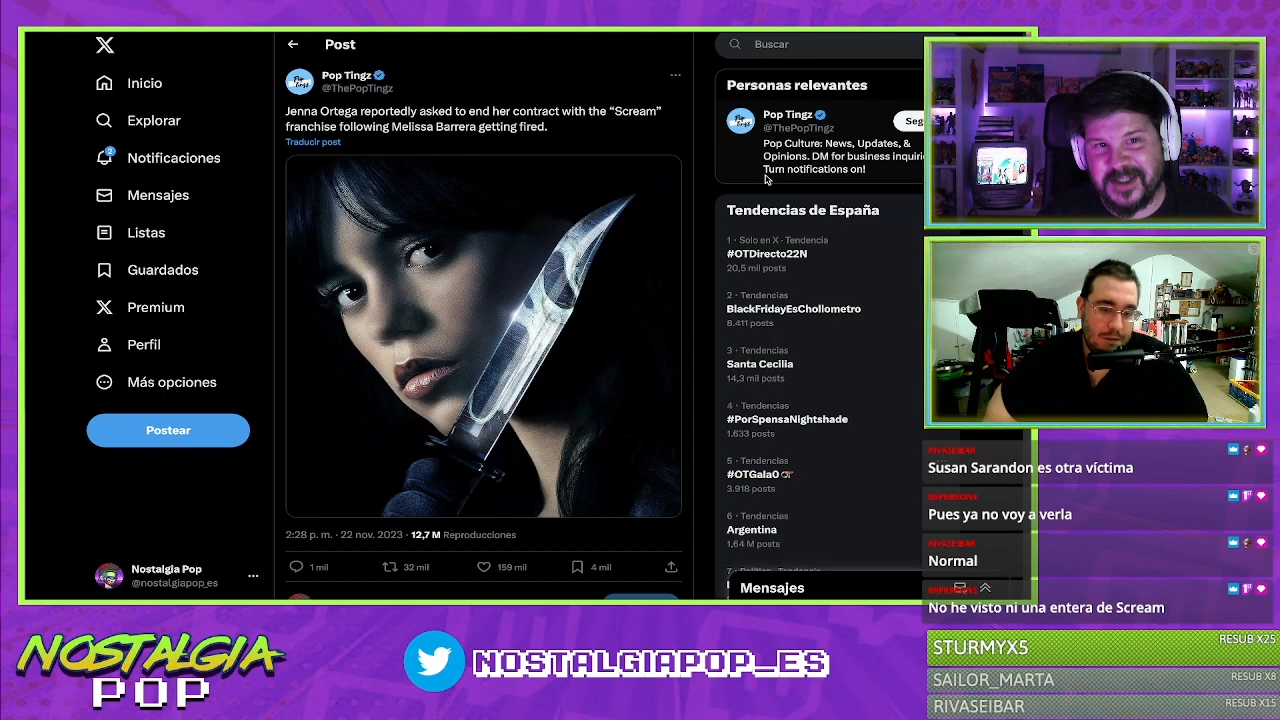 Inicio
Explorar
2
Notificaciones
Mensajes
Listas
Guardados
Premium
Perfil
Más opciones
Postear
Nostalgia Pop
@nostalgiapop_es
Post
Pop Tingz
@ThePopTingz
Jenna Ortega reportedly asked to end her contract with the “Scream”
franchise following Melissa Barrera getting fired.
Traducir post
2:28 p. m. · 22 nov. 2023 · 12,7 M Reproducciones
1 mil
32 mil
159 mil
4 mil
Buscar
Personas relevantes
Pop Tingz
@ThePopTingz
Seg
Pop Culture: News, Updates, &
Opinions. DM for business inquirie
Turn notifications on!
Tendencias de España
1 · Solo en X · Tendencia
#OTDirecto22N
20,5 mil posts
2 · Tendencias
BlackFridayEsChollometro
8.411 posts
3 · Tendencias
Santa Cecilia
14,3 mil posts
4 · Tendencias
#PorSpensaNightshade
1.633 posts
5 · Tendencias
#OTGala0
3.918 posts
6 · Tendencias
Argentina
1,64 M posts
Mensajes
RIVASEIBAR
Susan Sarandon es otra víctima
Pues ya no voy a verla
RIVASEIBAR
Normal
No he visto ni una entera de Scream
STURMYX5
RESUB X25
SAILOR_MARTA
RESUB X8
RIVASEIBAR
RESUB X15
NOSTALGIA
POP
NOSTALGIAPOP_ES